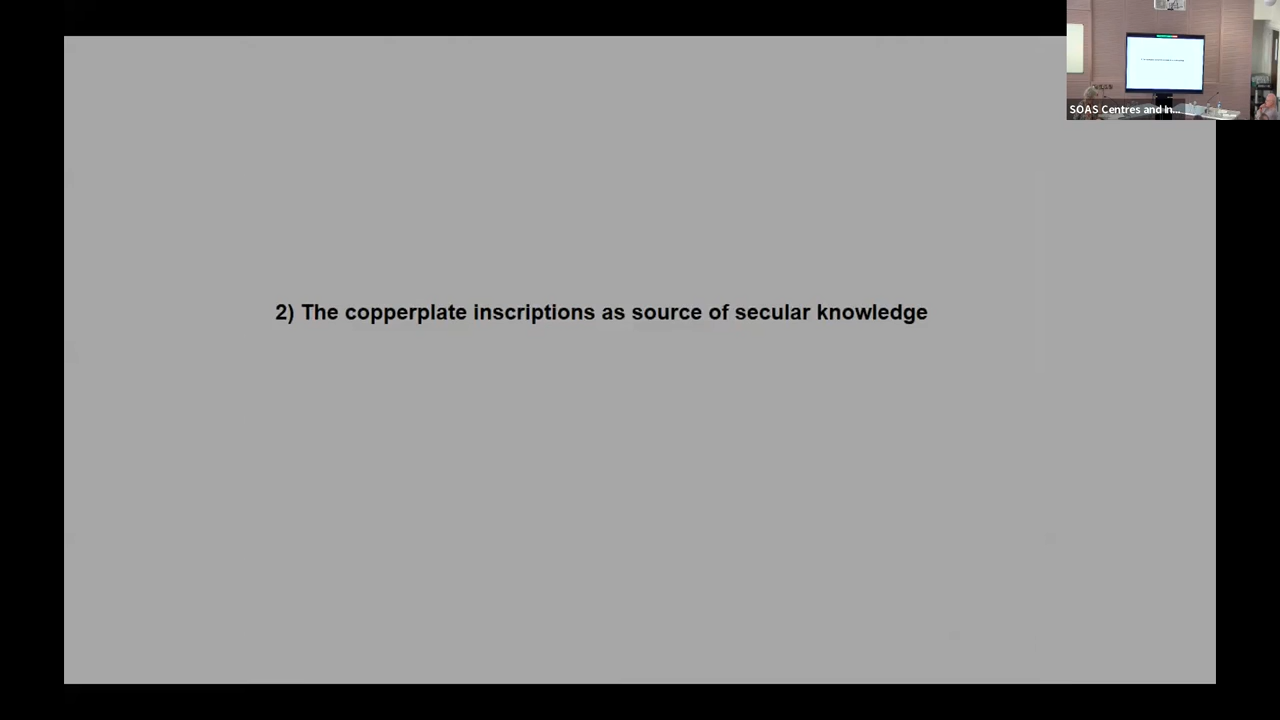 2) The copperplate inscriptions as source of secular knowledge
SOAS Centres and In...